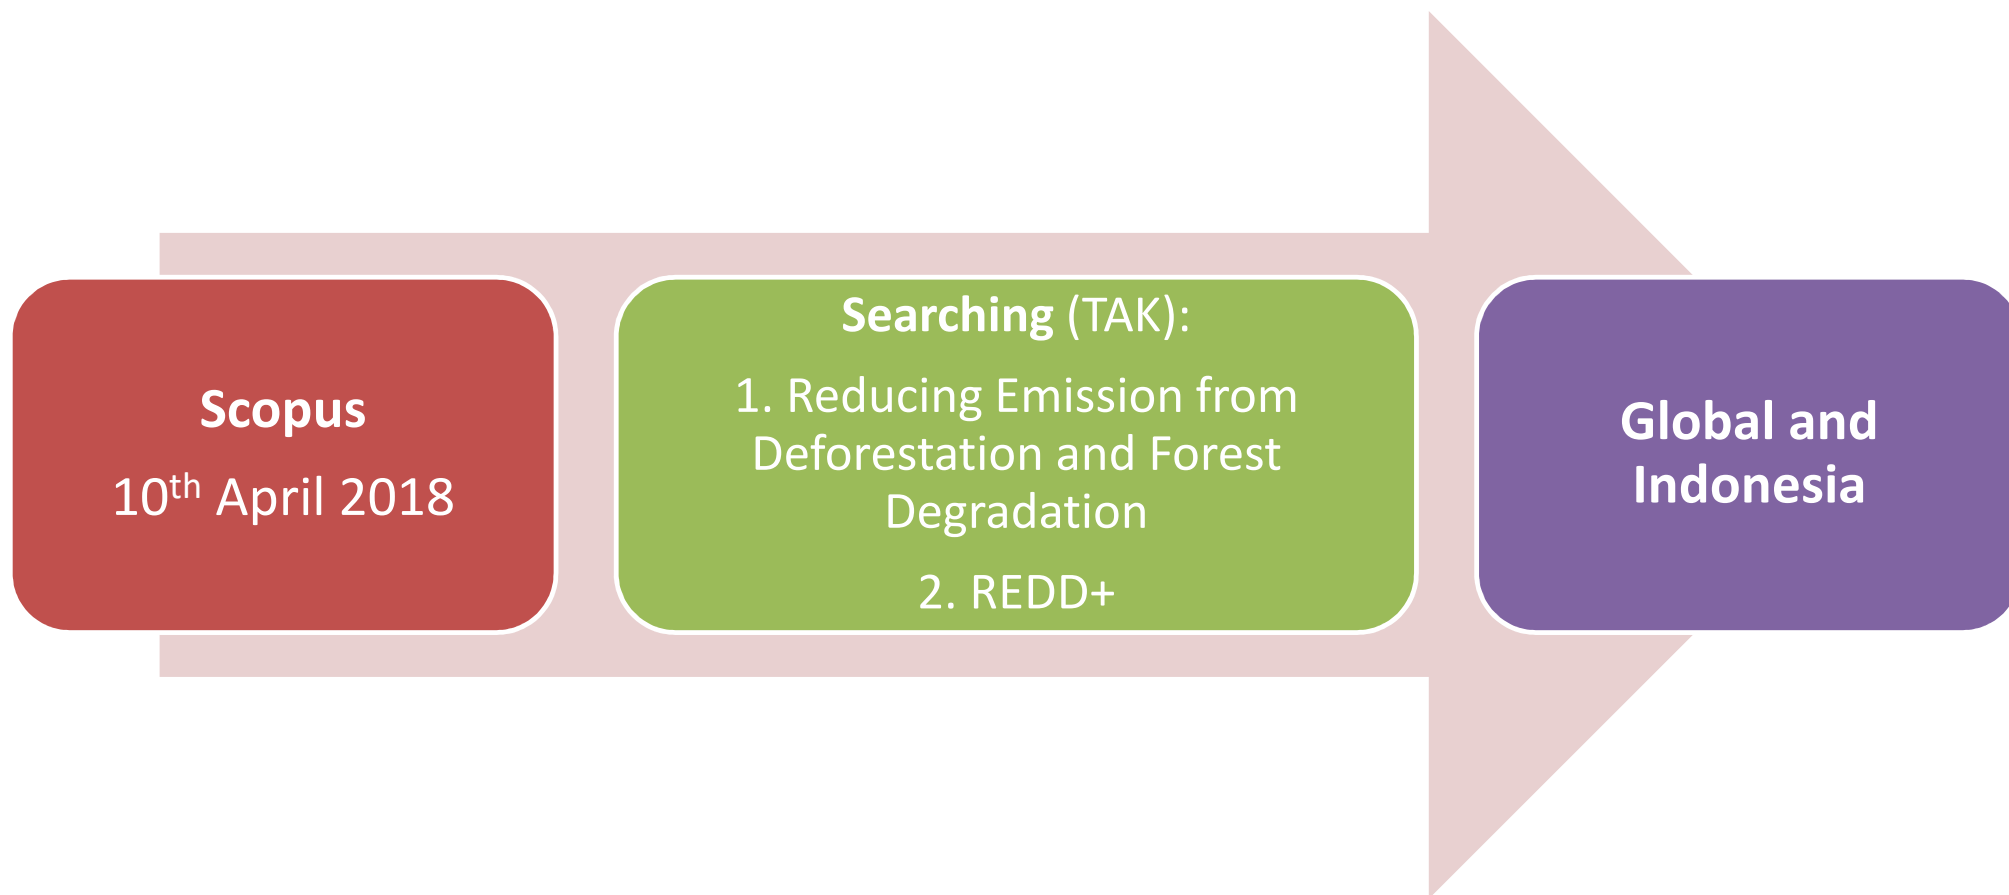 Scopus
10th April 2018
Searching (TAK):
1. Reducing Emission from
Deforestation and Forest
Degradation
2. REDD+
Global and
Indonesia